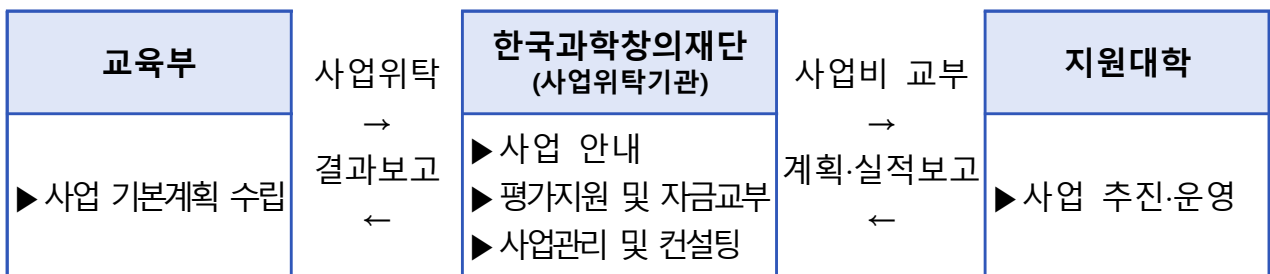 교육부
▶사업 기본계획 수립
사업위탁
→
결과보고
←
한국과학창의재단
(사업위탁기관)
▶사업 안내
▶평가지원 및 자금교부
▶사업관리 및 컨설팅
사업비 교부
→
계획·실적보고
←
지원대학
▶사업 추진·운영